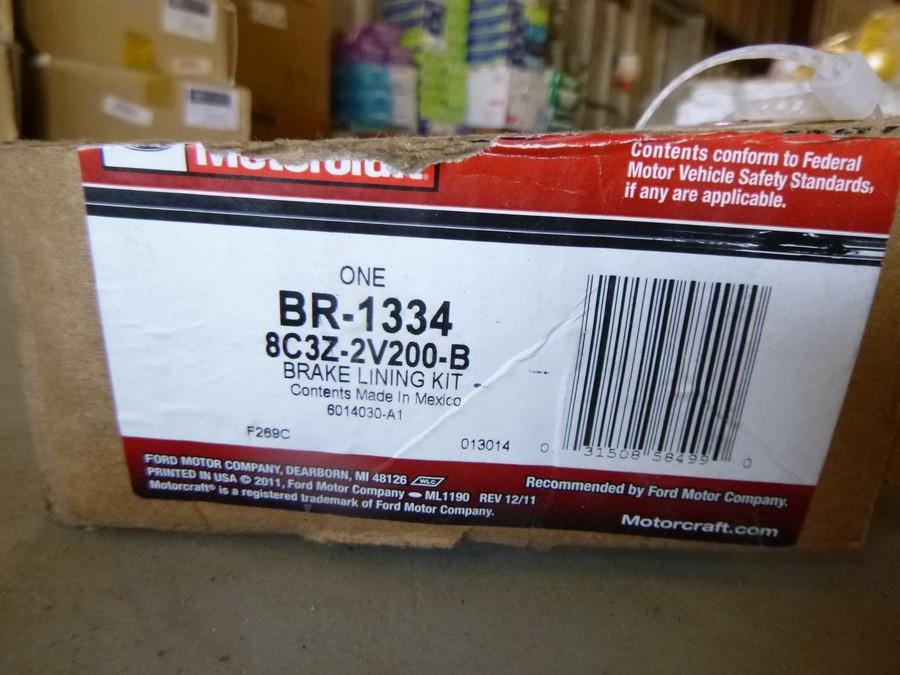 Motorcraft®
Contents conform to Federal
Motor Vehicle Safety Standards,
if any are applicable.
ONE
BR-1334
8C3Z-2V200-B
BRAKE LINING KIT
Contents Made In Mexico
6014030-A1
F269C
013014
0 31508 58499 0
FORD MOTOR COMPANY, DEARBORN, MI 48126 WLC
PRINTED IN USA © 2011, Ford Motor Company ML1190 REV 12/11
Motorcraft® is a registered trademark of Ford Motor Company.
Recommended by Ford Motor Company.
Motorcraft.com